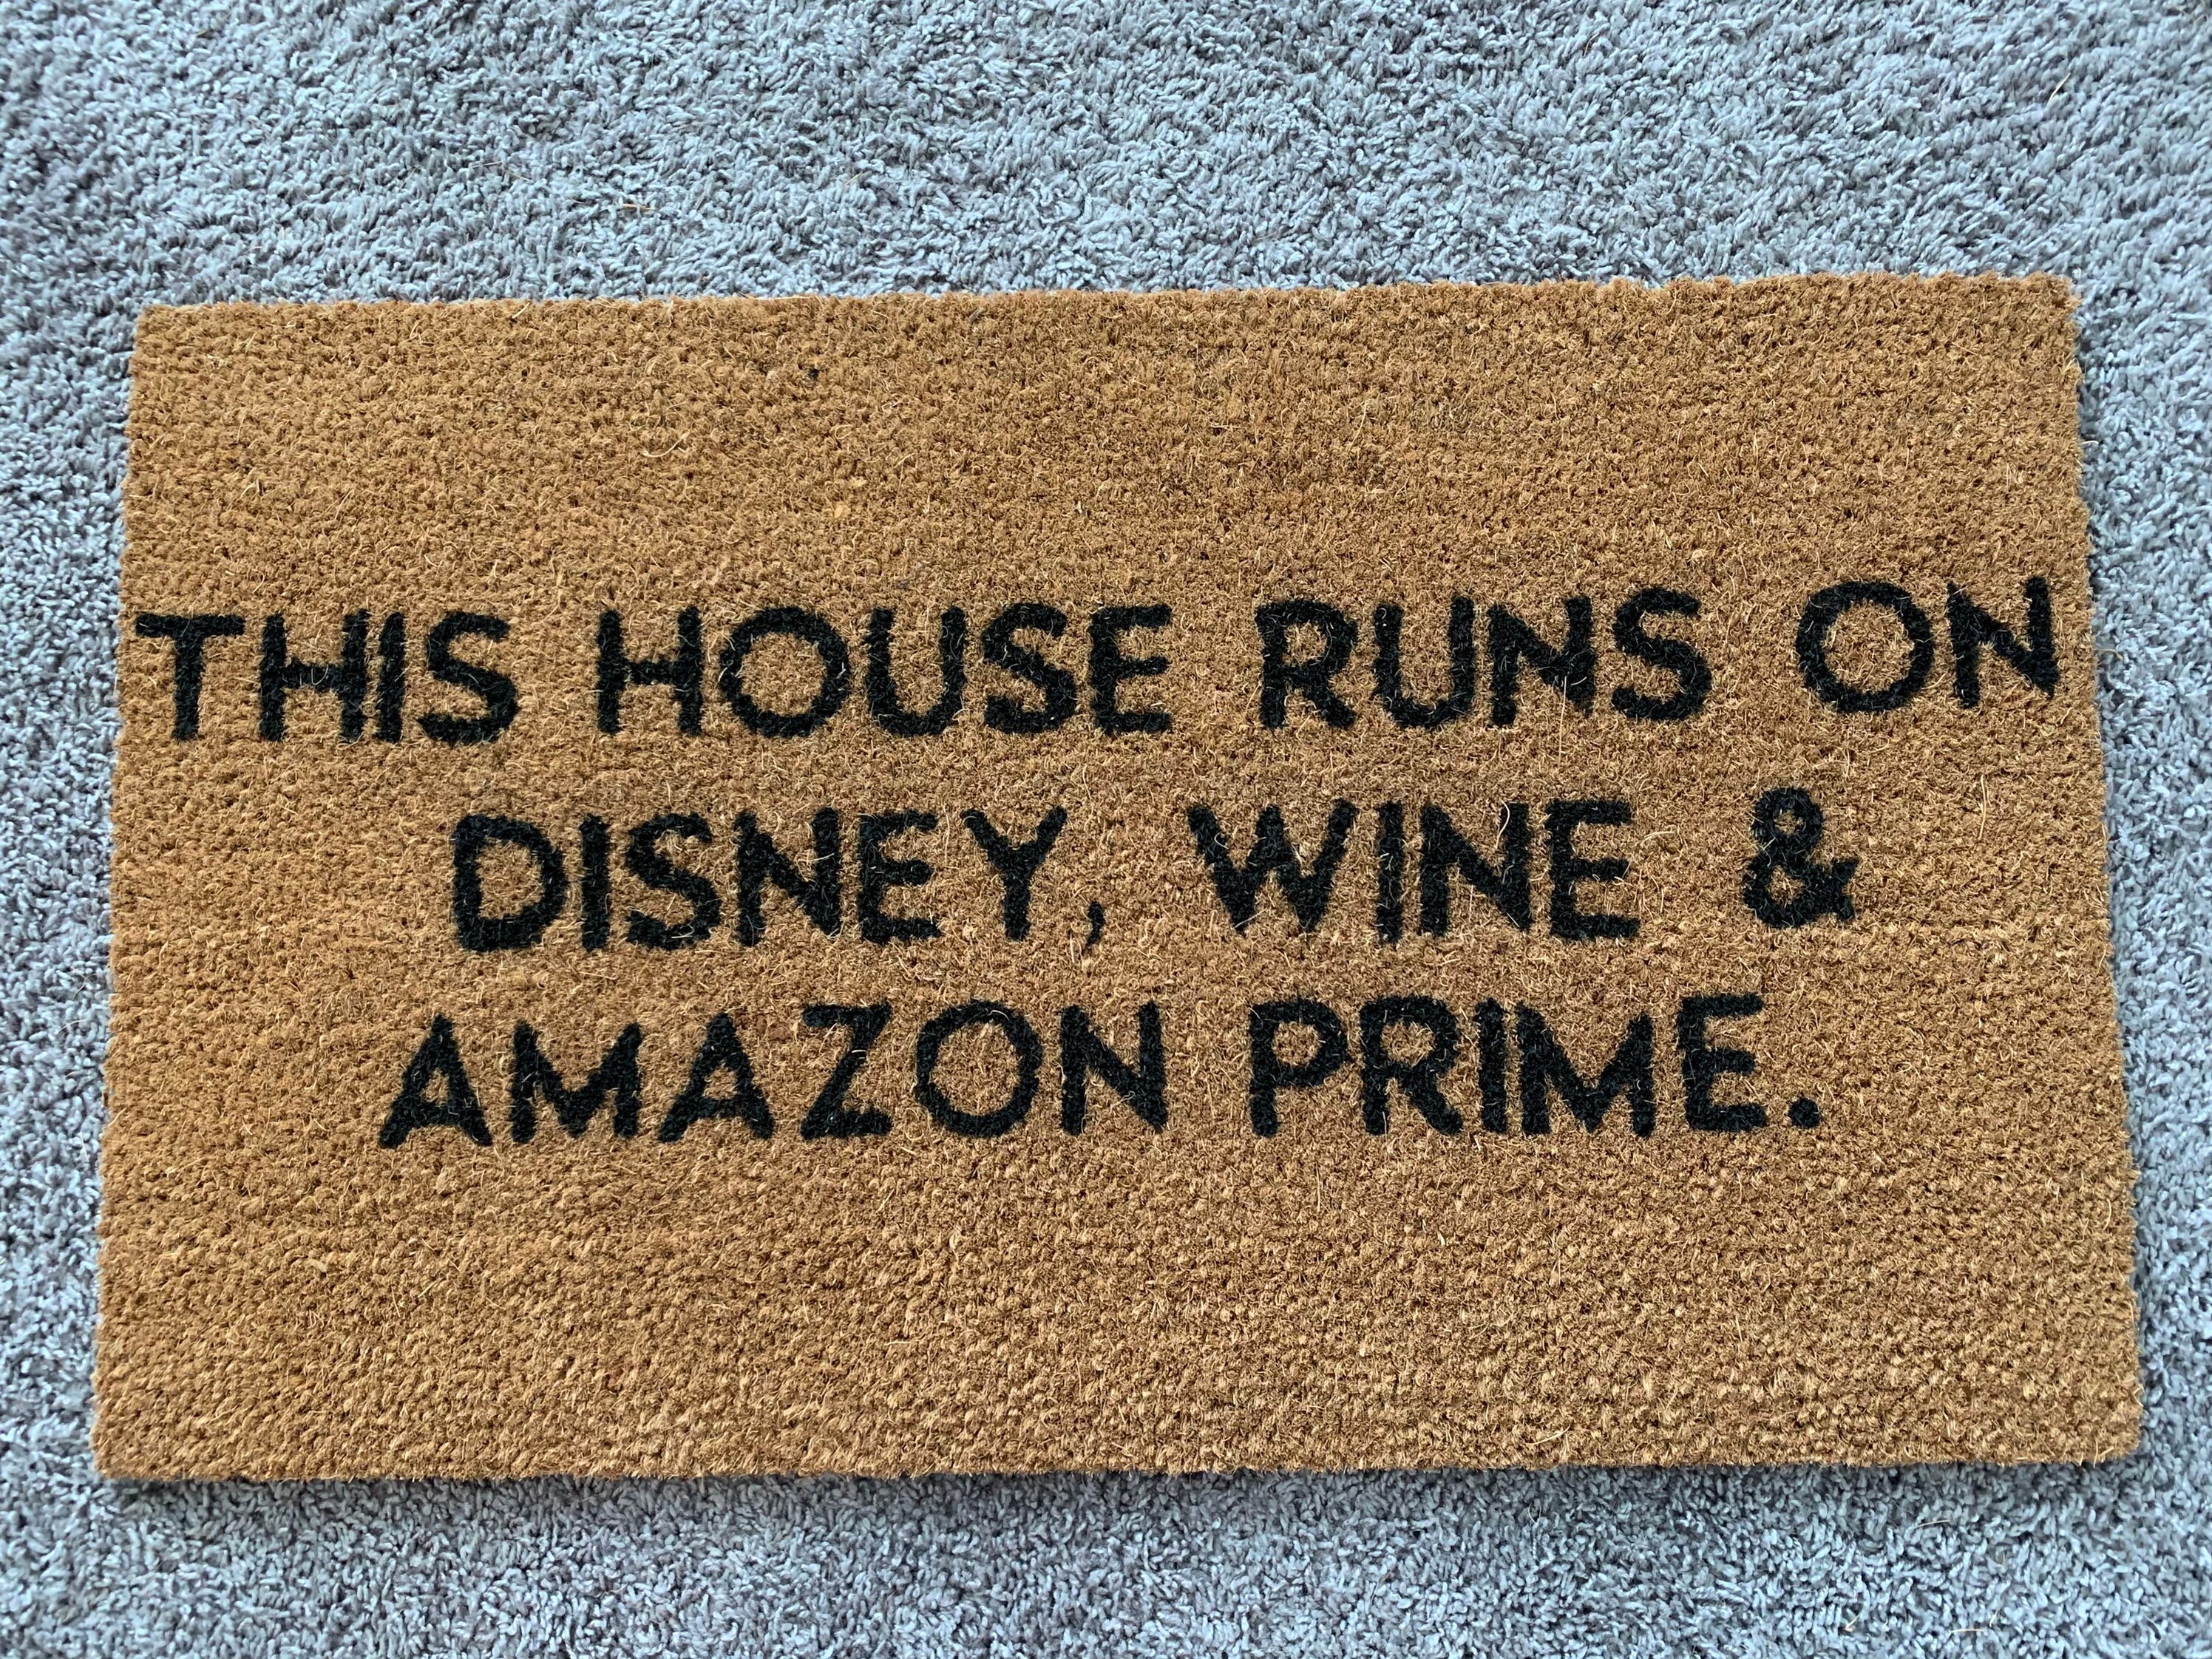 THIS HOUSE RUNS ON
DISNEY, WINE &
AMAZON PRIME.